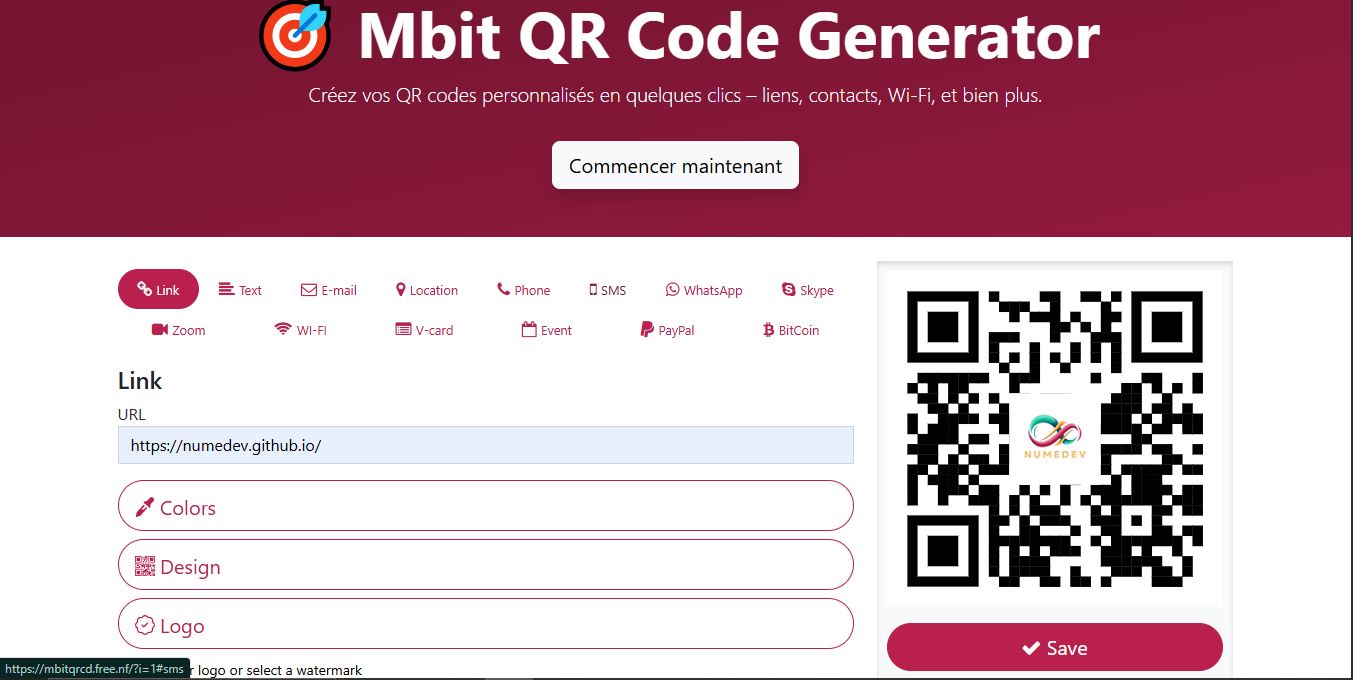 Mbit QR Code Generator
Créez vos QR codes personnalisés en quelques clics – liens, contacts, Wi-Fi, et bien plus.
Commencer maintenant
Link Text E-mail Location Phone SMS WhatsApp Skype
Zoom WI-FI V-card Event PayPal BitCoin
Link
URL
https://numedev.github.io/
Colors
Design
Logo
NUMEDEV
Save
https://mbitqrcd.free.nf/?i=1#sms
logo or select a watermark